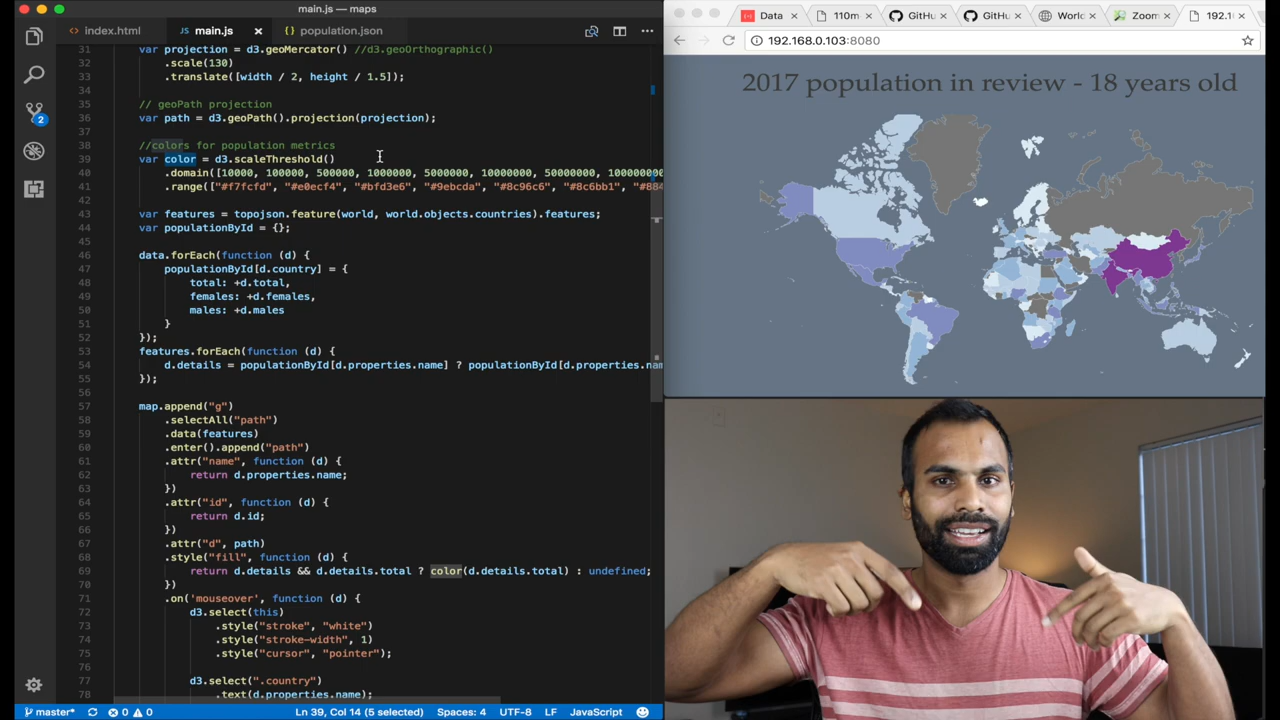 main.js — maps
index.html
JS main.js ×
{} population.json
31 var projection = d3.geoMercator() //d3.geoOrthographic()
32 .scale(130)
33 .translate([width / 2, height / 1.5]);
34
35 // geoPath projection
36 var path = d3.geoPath().projection(projection);
37
38 //colors for population metrics
39 var color = d3.scaleThreshold()
40 .domain([10000, 100000, 500000, 1000000, 5000000, 10000000, 50000000, 100000000
41 .range(["#f7fcfd", "#e0ecf4", "#bfd3e6", "#9ebcda", "#8c96c6", "#8c6bb1", "#884
42
43 var features = topojson.feature(world, world.objects.countries).features;
44 var populationById = {};
45
46 data.forEach(function (d) {
47 populationById[d.country] = {
48 total: +d.total,
49 females: +d.females,
50 males: +d.males
51 }
52 });
53 features.forEach(function (d) {
54 d.details = populationById[d.properties.name] ? populationById[d.properties.nam
55 });
56
57 map.append("g")
58 .selectAll("path")
59 .data(features)
60 .enter().append("path")
61 .attr("name", function (d) {
62 return d.properties.name;
63 })
64 .attr("id", function (d) {
65 return d.id;
66 })
67 .attr("d", path)
68 .style("fill", function (d) {
69 return d.details && d.details.total ? color(d.details.total) : undefined;
70 })
71 .on('mouseover', function (d) {
72 d3.select(this)
73 .style("stroke", "white")
74 .style("stroke-width", 1)
75 .style("cursor", "pointer");
76
77 d3.select(".country")
78 .text(d.properties.name);
2
master* 0 0 Ln 39, Col 14 (5 selected) Spaces: 4 UTF-8 LF JavaScript
Data × 110m × GitHu × GitHu × World × Zoom × 192.1 ×
192.168.0.103:8080
2017 population in review - 18 years old